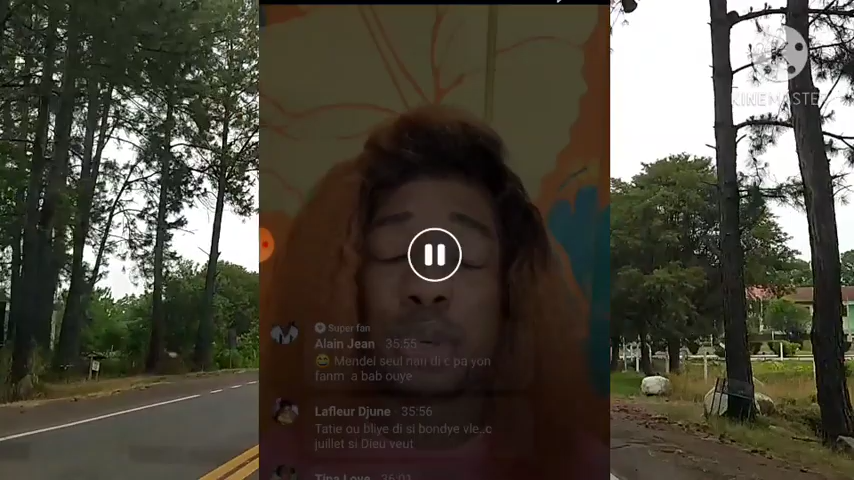 KINEMASTER
Super fan
Alain Jean · 35:55
😄 Mendel seul nau di c pa yon
fanm a bab ouye
Lafleur Djune · 35:56
Tatie ou bliye di si bondye vle..c
juillet si Dieu veut
Tina Love · 36:01